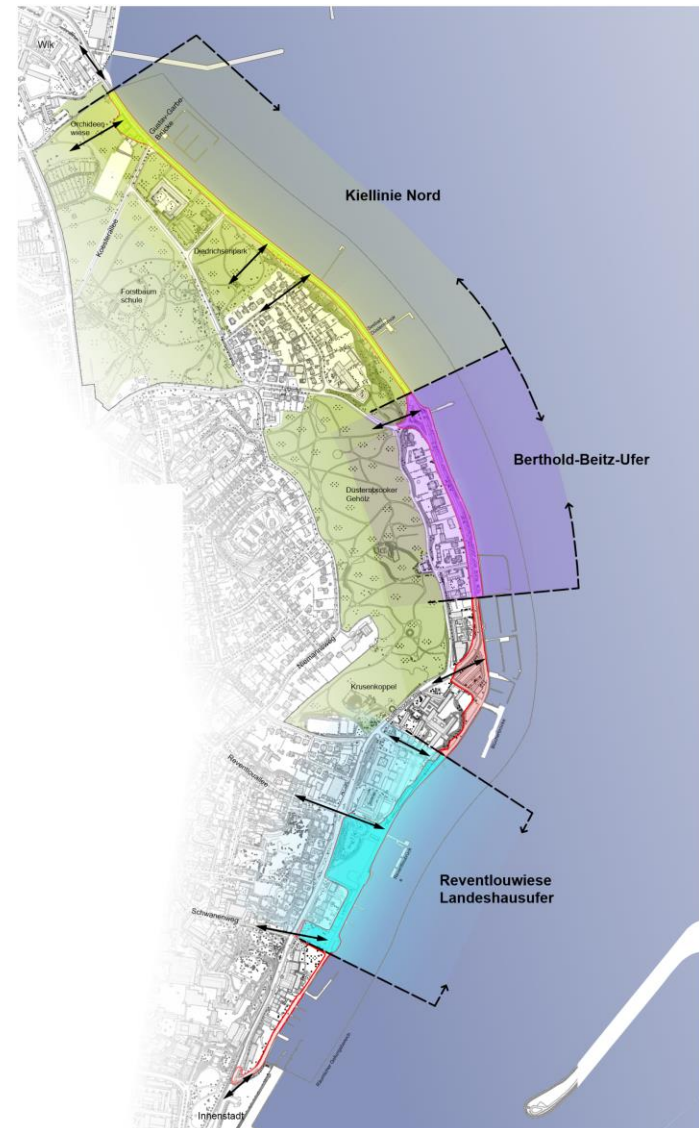 Wik
Orchideen-
wiese
Gustav-Garbe-
Brücke
Kiellinie Nord
Koesterallee
Diedrichsenpark
Forstbaum
schule
Berthold-Beitz-Ufer
Düsternbrooker
Gehölz
Niemannsweg
Krusenkoppel
Reventlouallee
Reventlouwiese
Landeshausufer
Schwanenweg
Innenstadt